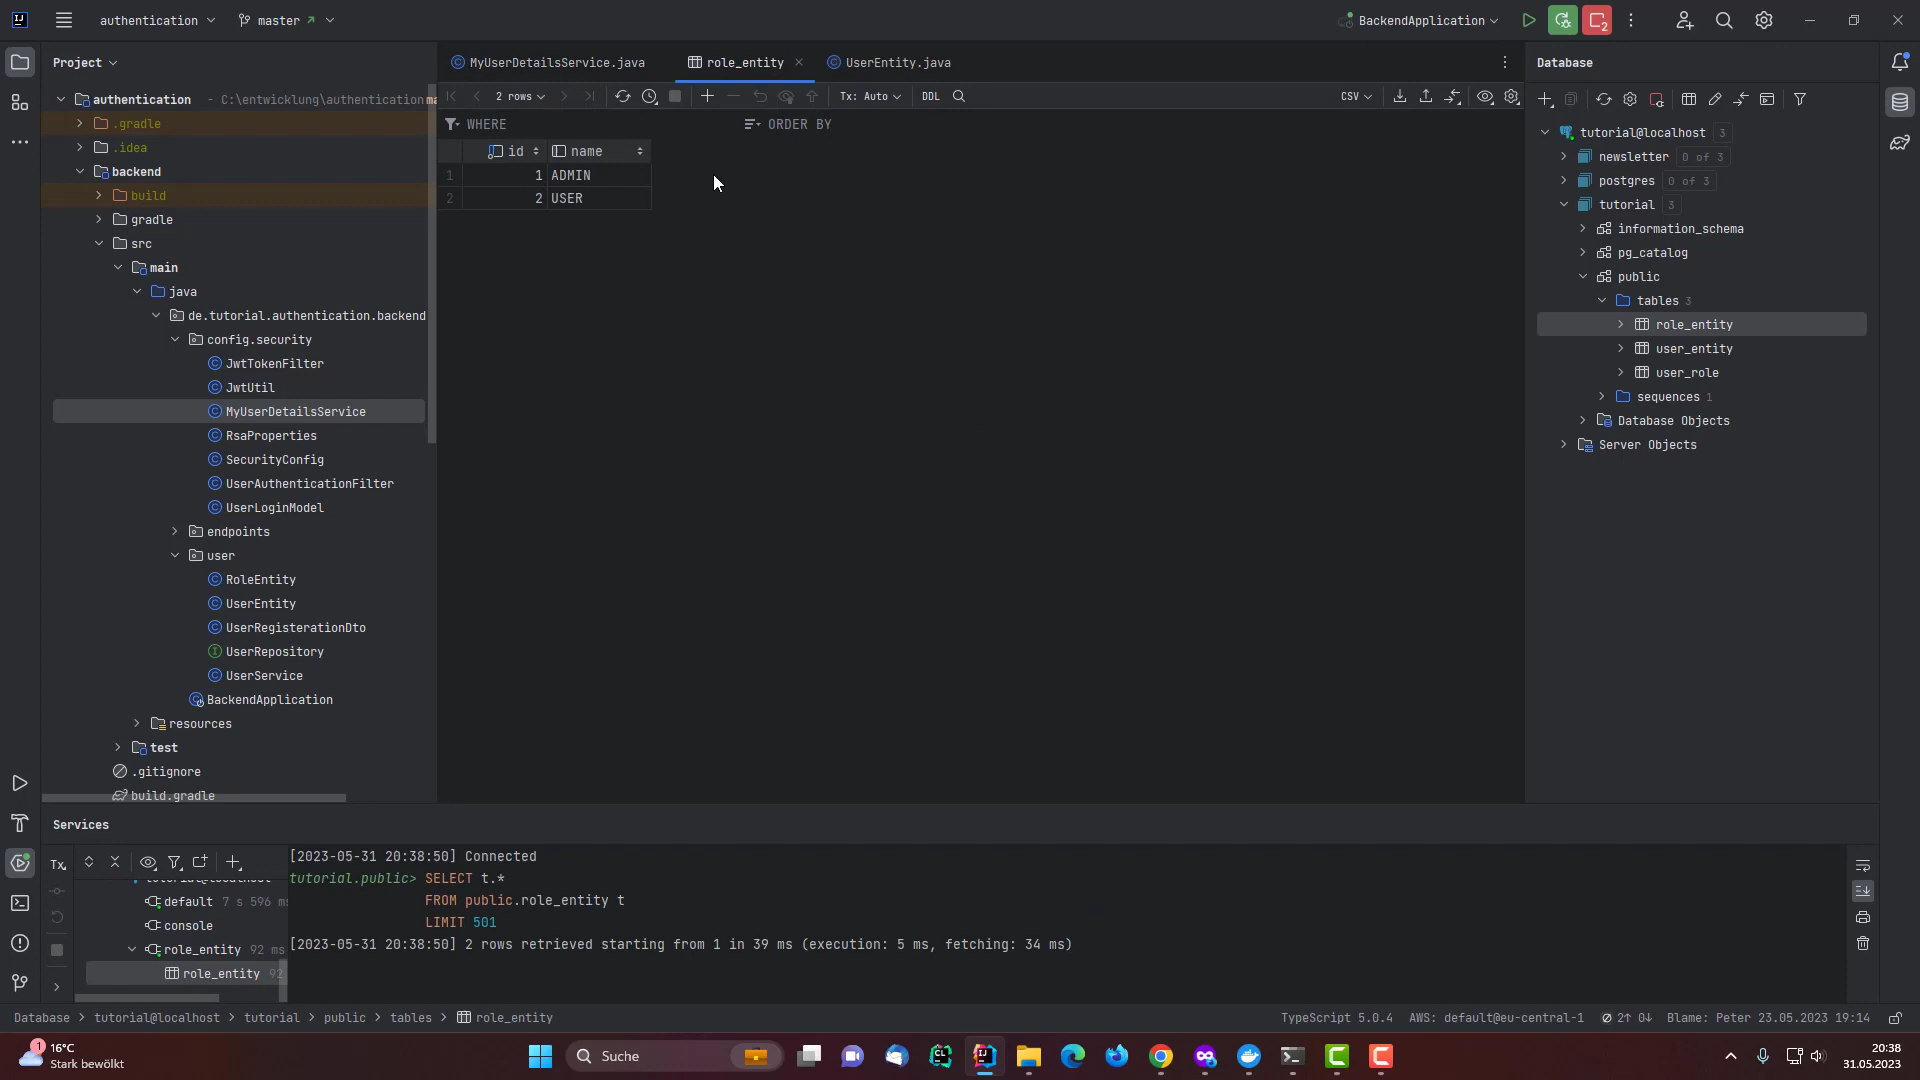 authentication
master
BackendApplication
2
Project
MyUserDetailsService.java
role_entity
UserEntity.java
Database
2 rows
Tx: Auto
DDL
CSV
WHERE
ORDER BY
id
name
1 1 ADMIN
2 2 USER
authentication - C:\entwicklung\authentication ma
.gradle
.idea
backend
build
gradle
src
main
java
de.tutorial.authentication.backend
config.security
JwtTokenFilter
JwtUtil
MyUserDetailsService
RsaProperties
SecurityConfig
UserAuthenticationFilter
UserLoginModel
endpoints
user
RoleEntity
UserEntity
UserRegisterationDto
UserRepository
UserService
BackendApplication
resources
test
.gitignore
build.gradle
tutorial@localhost 3
newsletter 0 of 3
postgres 0 of 3
tutorial 3
information_schema
pg_catalog
public
tables 3
role_entity
user_entity
user_role
sequences 1
Database Objects
Server Objects
Services
Tx
tutorial@localhost
default 7 s 596 ms
console
role_entity 92 ms
role_entity 92
[2023-05-31 20:38:50] Connected
tutorial.public> SELECT t.*
FROM public.role_entity t
LIMIT 501
[2023-05-31 20:38:50] 2 rows retrieved starting from 1 in 39 ms (execution: 5 ms, fetching: 34 ms)
Database > tutorial@localhost > tutorial > public > tables > role_entity
TypeScript 5.0.4
AWS: default@eu-central-1
2↑ 0↓
Blame: Peter 23.05.2023 19:14
1
16°C
Stark bewölkt
Suche
20:38
31.05.2023